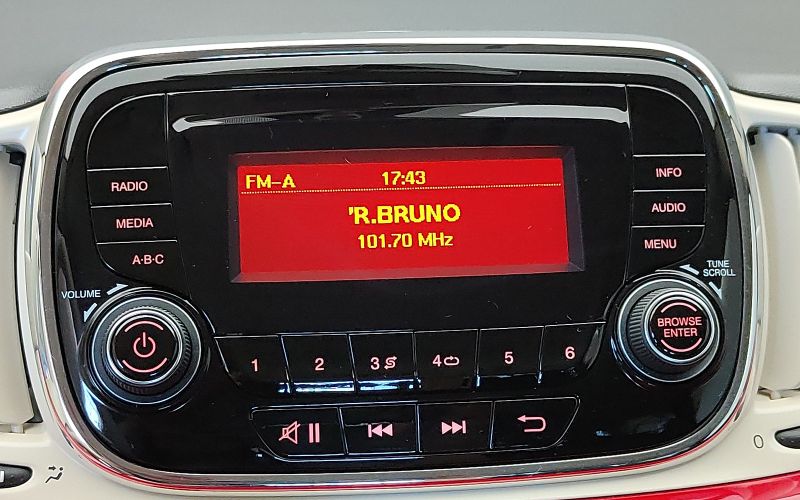 FM-A 17:43
'R.BRUNO
101.70 MHz
RADIO
MEDIA
A·B·C
INFO
AUDIO
MENU
VOLUME
TUNE
SCROLL
BROWSE
ENTER
1 2 3 4 5 6
0